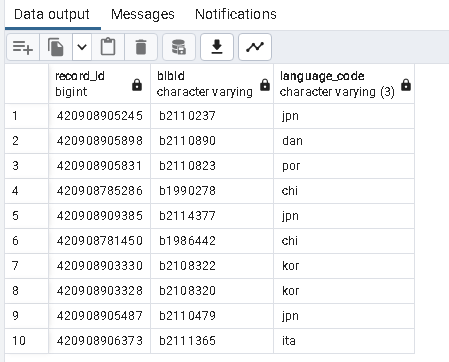 Data output Messages Notifications
record_id bibid language_code
bigint character varying character varying (3)
1 420908905245 b2110237 jpn
2 420908905898 b2110890 dan
3 420908905831 b2110823 por
4 420908785286 b1990278 chi
5 420908909385 b2114377 jpn
6 420908781450 b1986442 chi
7 420908903330 b2108322 kor
8 420908903328 b2108320 kor
9 420908905487 b2110479 jpn
10 420908906373 b2111365 ita